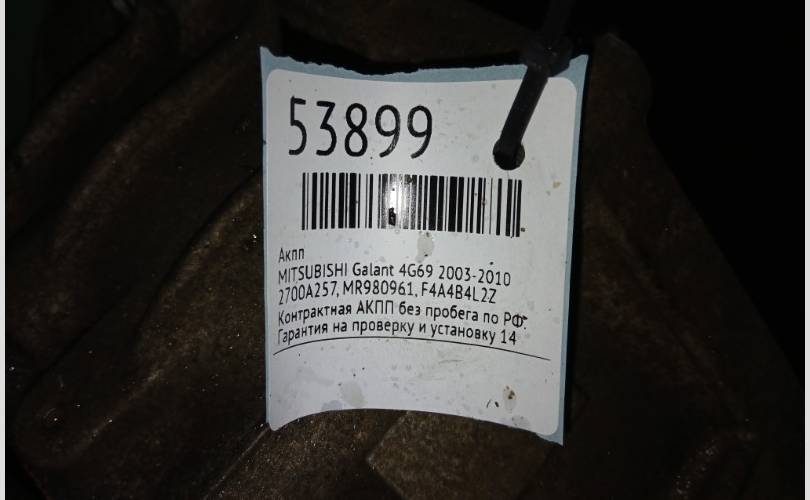 53899
Акпп
MITSUBISHI Galant 4G69 2003-2010
2700A257, MR980961, F4A4B4L2Z
Контрактная АКПП без пробега по РФ.
Гарантия на проверку и установку 14